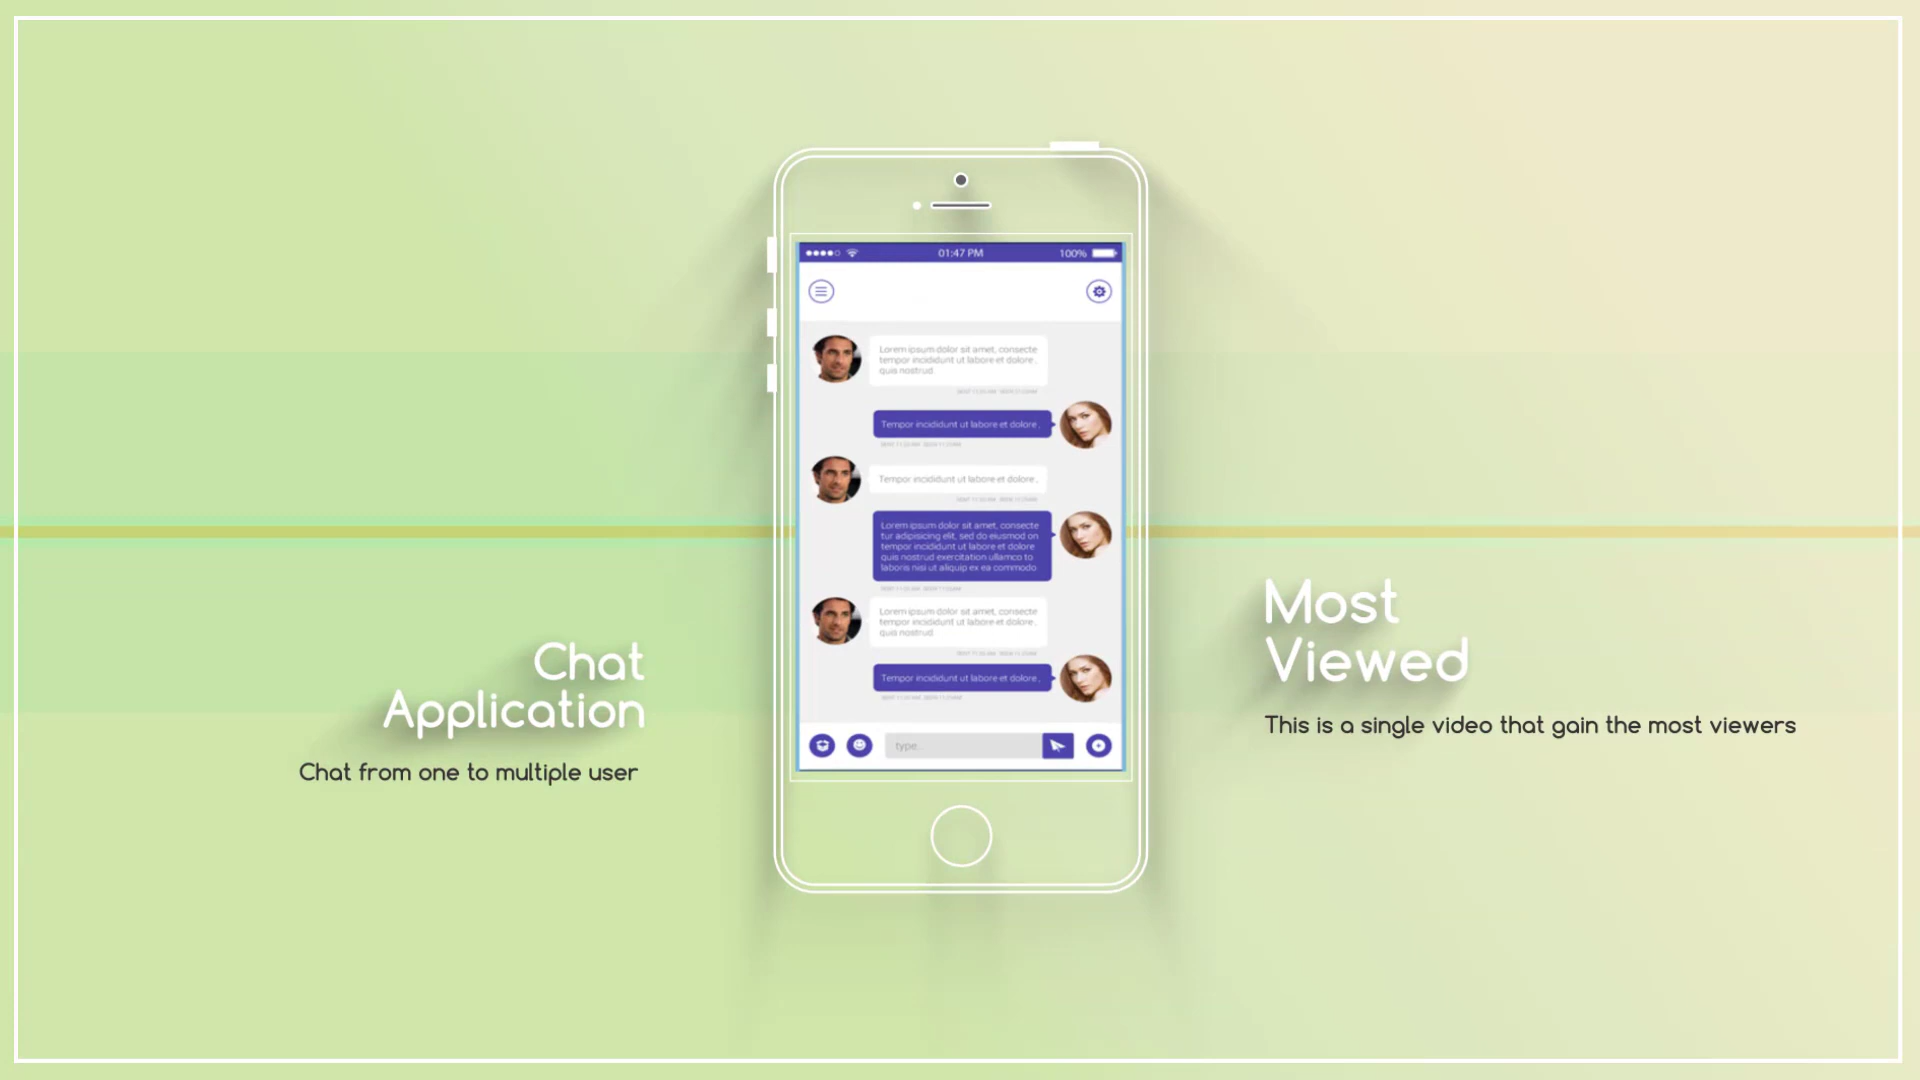 01:47 PM
100%
Lorem ipsum dolor sit amet, consecte
tempor incididunt ut labore et dolore,
quis nostrud.
Tempor incididunt ut labore et dolore,
Tempor incididunt ut labore et dolore,
Lorem ipsum dolor sit amet, consecte
tur adipisicing elit, sed do eiusmod on
tempor incididunt ut labore et dolore
quis nostrud exercitation ullamco to
laboris nisi ut aliquip ex ea commodo
Lorem ipsum dolor sit amet, consecte
tempor incididunt ut labore et dolore,
quis nostrud.
Tempor incididunt ut labore et dolore,
type..
Chat
Application
Chat from one to multiple user
Most
Viewed
This is a single video that gain the most viewers